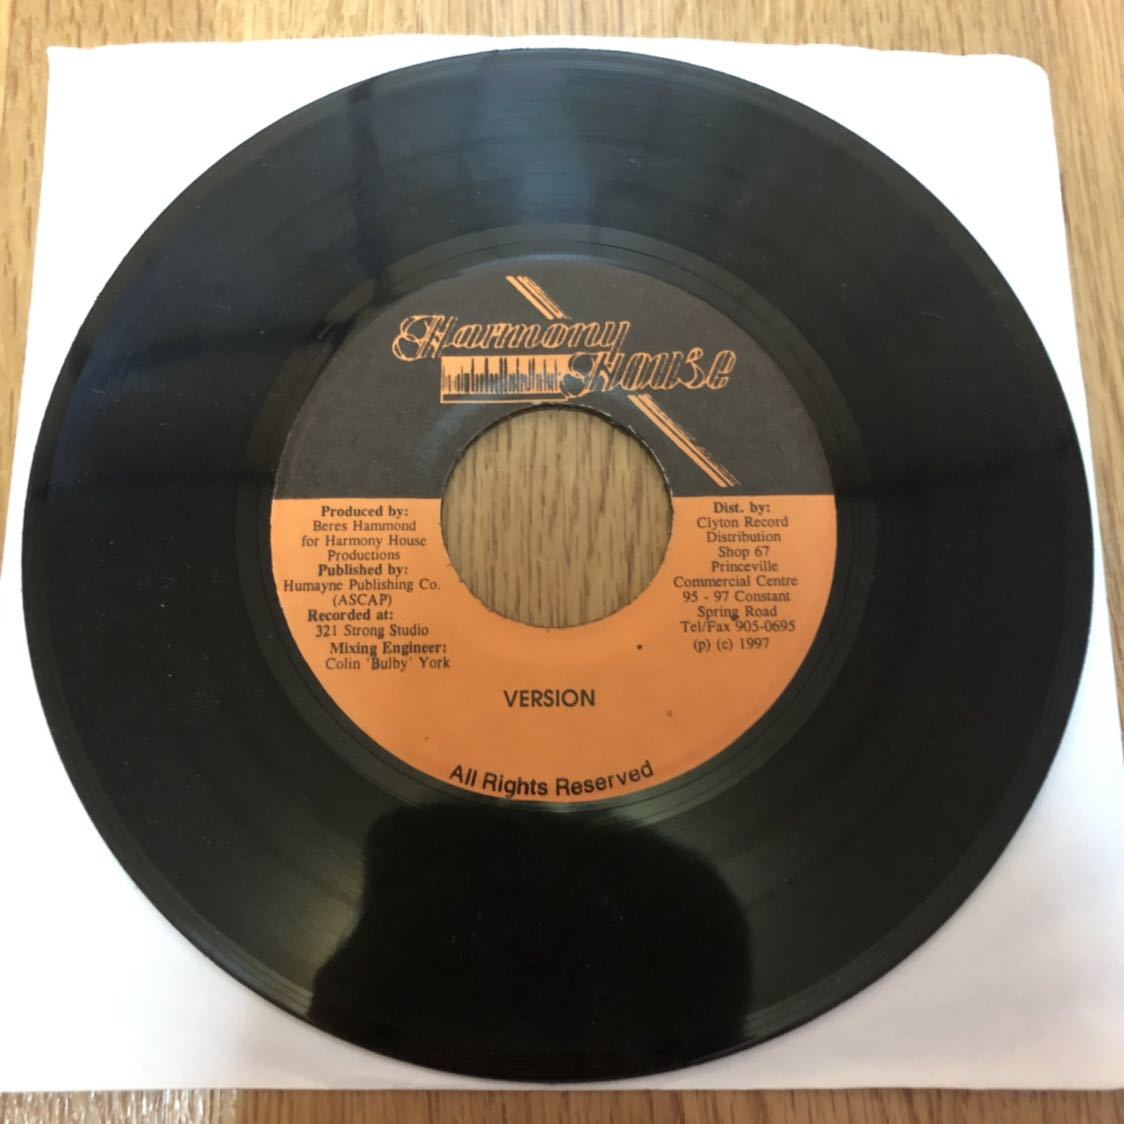 Harmony
House
Produced by:
Beres Hammond
for Harmony House
Productions
Published by:
Humayne Publishing Co.
(ASCAP)
Recorded at:
321 Strong Studio
Mixing Engineer:
Colin 'Bulby' York
Dist. by:
Clyton Record
Distribution
Shop 67
Princeville
Commercial Centre
95 - 97 Constant
Spring Road
Tel/Fax 905-0695
(p) (c) 1997
VERSION
All Rights Reserved